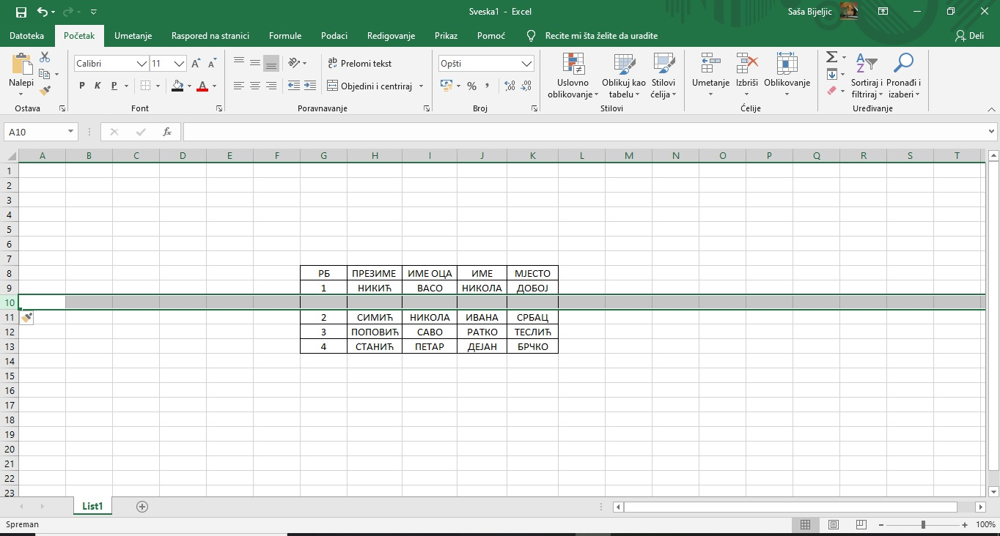 Sveska1 - Excel
Saša Bijeljic
Datoteka Početak Umetanje Raspored na stranici Formule Podaci Redigovanje Prikaz Pomoć Recite mi šta želite da uradite Deli
Nalepi
Calibri 11
P K P
Prelomi tekst
Objedini i centriraj
Opšti
%
Uslovno oblikovanje
Oblikuj kao tabelu
Stilovi ćelija
Umetanje Izbriši Oblikovanje
Sortiraj i filtriraj
Pronađi i izaberi
Ostava Font Poravnavanje Broj Stilovi Ćelije Uređivanje
A10 fx
A B C D E F G H I J K L M N O P Q R S T
1
2
3
4
5
6
7
8 РБ ПРЕЗИМЕ ИМЕ ОЦА ИМЕ МЈЕСТО
9 1 НИКИЋ ВАСО НИКОЛА ДОБОЈ
10
11 2 СИМИЋ НИКОЛА ИВАНА СРБАЦ
12 3 ПОПОВИЋ САВО РАТКО ТЕСЛИЋ
13 4 СТАНИЋ ПЕТАР ДЕЈАН БРЧКО
14
15
16
17
18
19
20
21
22
23
List1
Spreman 100%